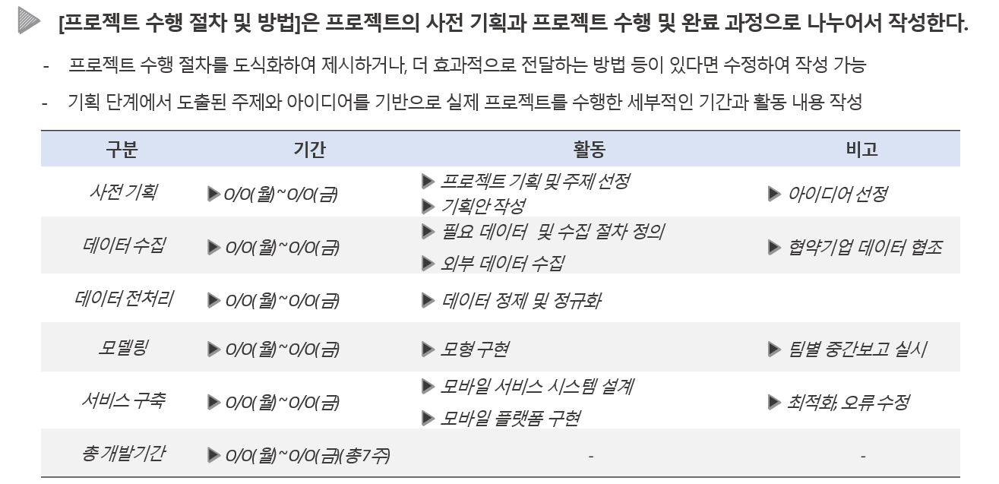 [프로젝트 수행 절차 및 방법]은 프로젝트의 사전 기획과 프로젝트 수행 및 완료 과정으로 나누어서 작성한다.
- 프로젝트 수행 절차를 도식화하여 제시하거나, 더 효과적으로 전달하는 방법 등이 있다면 수정하여 작성 가능
- 기획 단계에서 도출된 주제와 아이디어를 기반으로 실제 프로젝트를 수행한 세부적인 기간과 활동 내용 작성
구분 기간 활동 비고
사전 기획 ▶ 0/0(월)~0/0(금) ▶ 프로젝트 기획 및 주제 선정 ▶ 아이디어 선정
▶ 기획안 작성
데이터 수집 ▶ 0/0(월)~0/0(금) ▶ 필요 데이터 및 수집 절차 정의 ▶ 협약기업 데이터 협조
▶ 외부 데이터 수집
데이터 전처리 ▶ 0/0(월)~0/0(금) ▶ 데이터 정제 및 정규화
모델링 ▶ 0/0(월)~0/0(금) ▶ 모형 구현 ▶ 팀별 중간보고 실시
서비스 구축 ▶ 0/0(월)~0/0(금) ▶ 모바일 서비스 시스템 설계 ▶ 최적화, 오류 수정
▶ 모바일 플랫폼 구현
총 개발기간 ▶ 0/0(월)~0/0(금)(총7주) - -